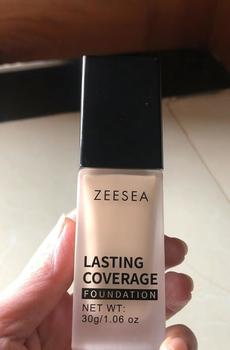 ZEESEA
LASTING
COVERAGE
FOUNDATION
NET WT:
30g/1.06 oz